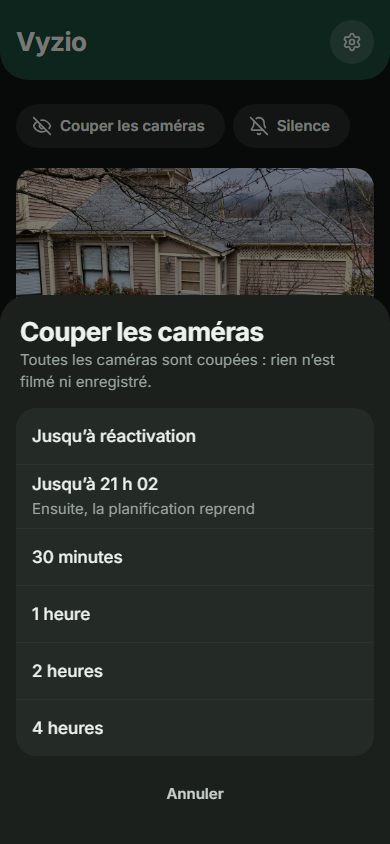 Vyzio
Couper les caméras
Silence
Couper les caméras
Toutes les caméras sont coupées : rien n’est
filmé ni enregistré.
Jusqu’à réactivation
Jusqu’à 21 h 02
Ensuite, la planification reprend
30 minutes
1 heure
2 heures
4 heures
Annuler